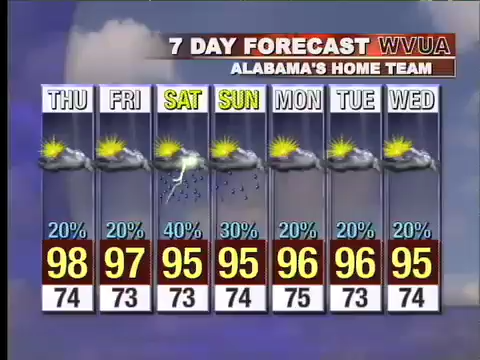 7 DAY FORECAST WVUA
ALABAMA'S HOME TEAM
THU FRI SAT SUN MON TUE WED
20% 20% 40% 30% 20% 20% 20%
98 97 95 95 96 96 95
74 73 73 74 75 73 74